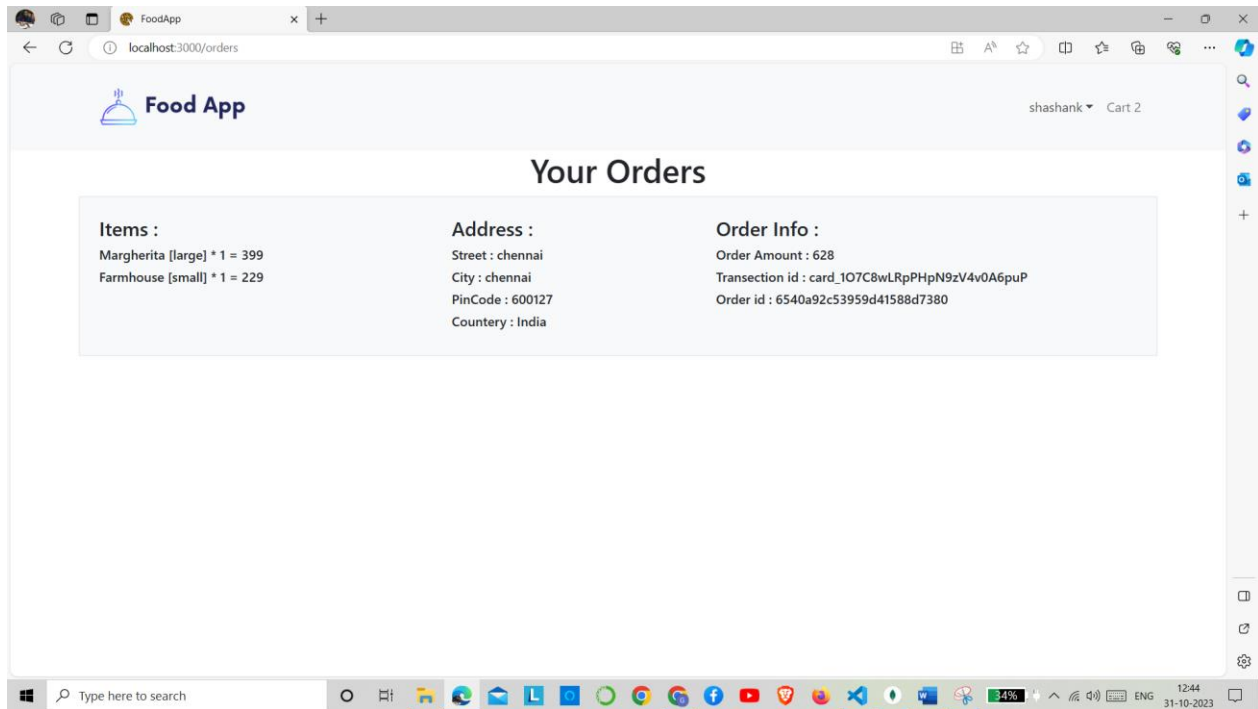 FoodApp
localhost:3000/orders
Food App
shashank Cart 2
Your Orders
Items :
Margherita [large] * 1 = 399
Farmhouse [small] * 1 = 229
Address :
Street : chennai
City : chennai
PinCode : 600127
Countery : India
Order Info :
Order Amount : 628
Transection id : card_1O7C8wLRpPHpN9zV4v0A6puP
Order id : 6540a92c53959d41588d7380
Type here to search
34%
ENG
12:44
31-10-2023